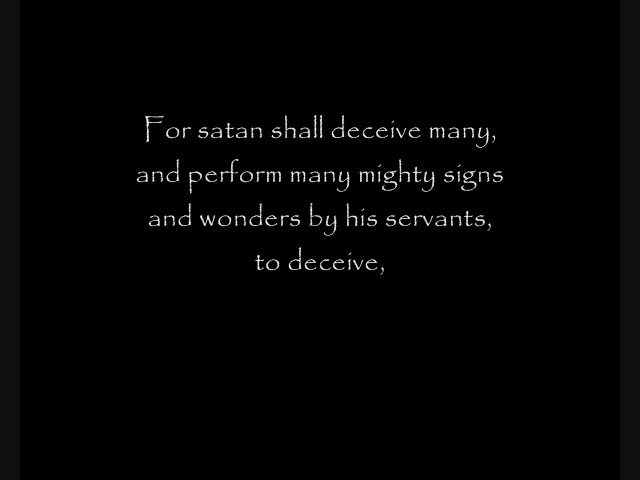 For satan shall deceive many,
and perform many mighty signs
and wonders by his servants,
to deceive,